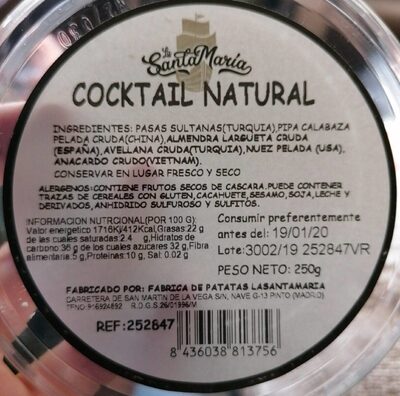 La
Santa María
COCKTAIL NATURAL
INGREDIENTES: PASAS SULTANAS(TURQUIA),PIPA CALABAZA
PELADA CRUDA(CHINA),ALMENDRA LARGUETA CRUDA
(ESPAÑA),AVELLANA CRUDA(TURQUIA),NUEZ PELADA (USA),
ANACARDO CRUDO(VIETNAM).
CONSERVAR EN LUGAR FRESCO Y SECO
ALERGENOS:CONTIENE FRUTOS SECOS DE CASCARA.PUEDE CONTENER
TRAZAS DE CEREALES CON GLUTEN,CACAHUETE,SESAMO,SOJA,LECHE Y
DERIVADOS,ANHIDRIDO SULFUROSO Y SULFITOS.
INFORMACION NUTRICIONAL(POR 100 G):
Valor energetico 1716Kj/412Kcal,Grasas:22 g
de las cuales saturadas:2.4 g,Hidratos de
carbono 36 g de los cuales azúcares 32 g,Fibra
alimentaria:5 g,Proteinas:10 g, Sal: 0.02 g
Consumir preferentemente
antes del: 19/01/20
Lote:3002/19 252847VR
PESO NETO: 250g
FABRICADO POR: FABRICA DE PATATAS LASANTAMARIA
CARRETERA DE SAN MARTIN DE LA VEGA S/N, NAVE G-13 PINTO (MADRID)
TFNO:916924892 R.G.S.26/01996/M
REF:252847
8 436038 813756